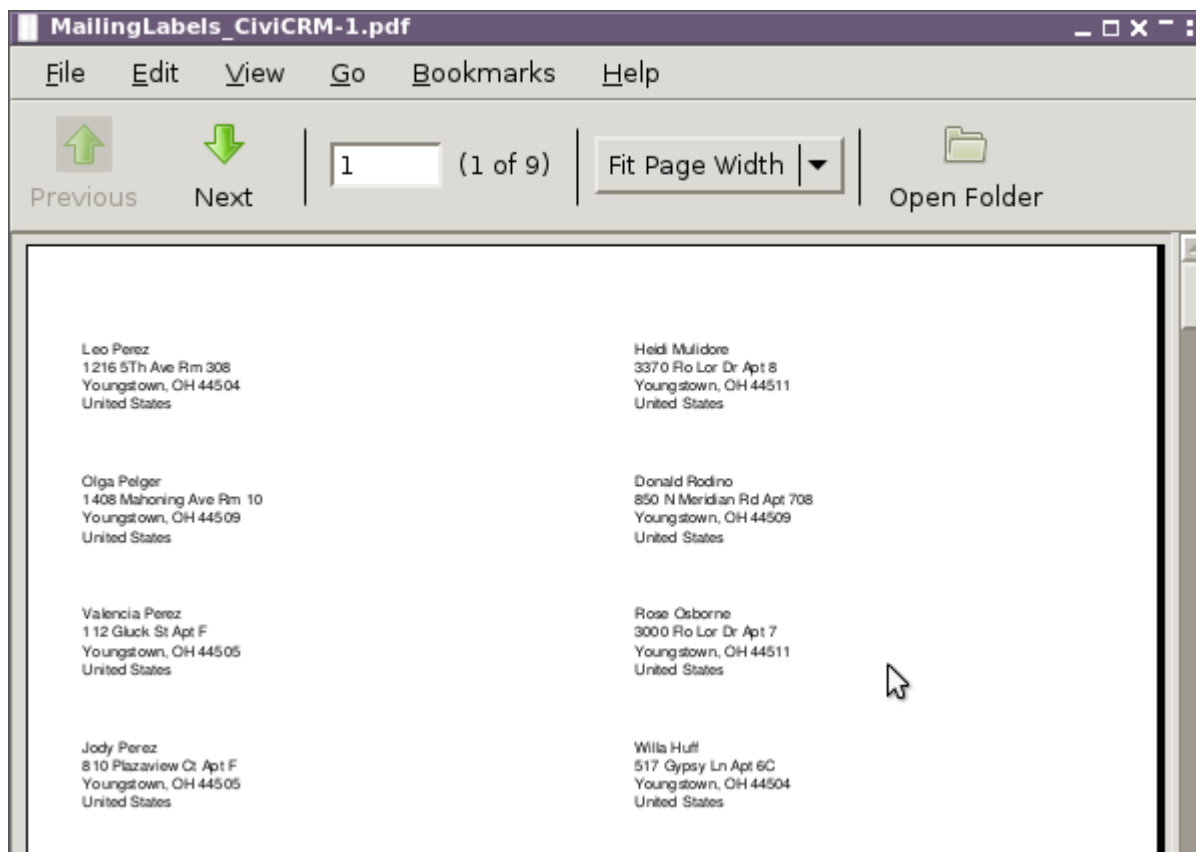 MailingLabels_CiviCRM-1.pdf
File Edit View Go Bookmarks Help
Previous Next 1 (1 of 9) Fit Page Width Open Folder
Leo Perez
1216 5Th Ave Rm 308
Youngstown, OH 44504
United States
Heidi Mulidore
3370 Flo Lor Dr Apt 8
Youngstown, OH 44511
United States
Olga Pelger
1408 Mahoning Ave Rm 10
Youngstown, OH 44509
United States
Donald Rodino
850 N Meridian Rd Apt 708
Youngstown, OH 44509
United States
Valencia Perez
112 Gluck St Apt F
Youngstown, OH 44505
United States
Rose Osborne
3000 Flo Lor Dr Apt 7
Youngstown, OH 44511
United States
Jody Perez
810 Plazaview Ct Apt F
Youngstown, OH 44505
United States
Willa Huff
517 Gypsy Ln Apt 6C
Youngstown, OH 44504
United States